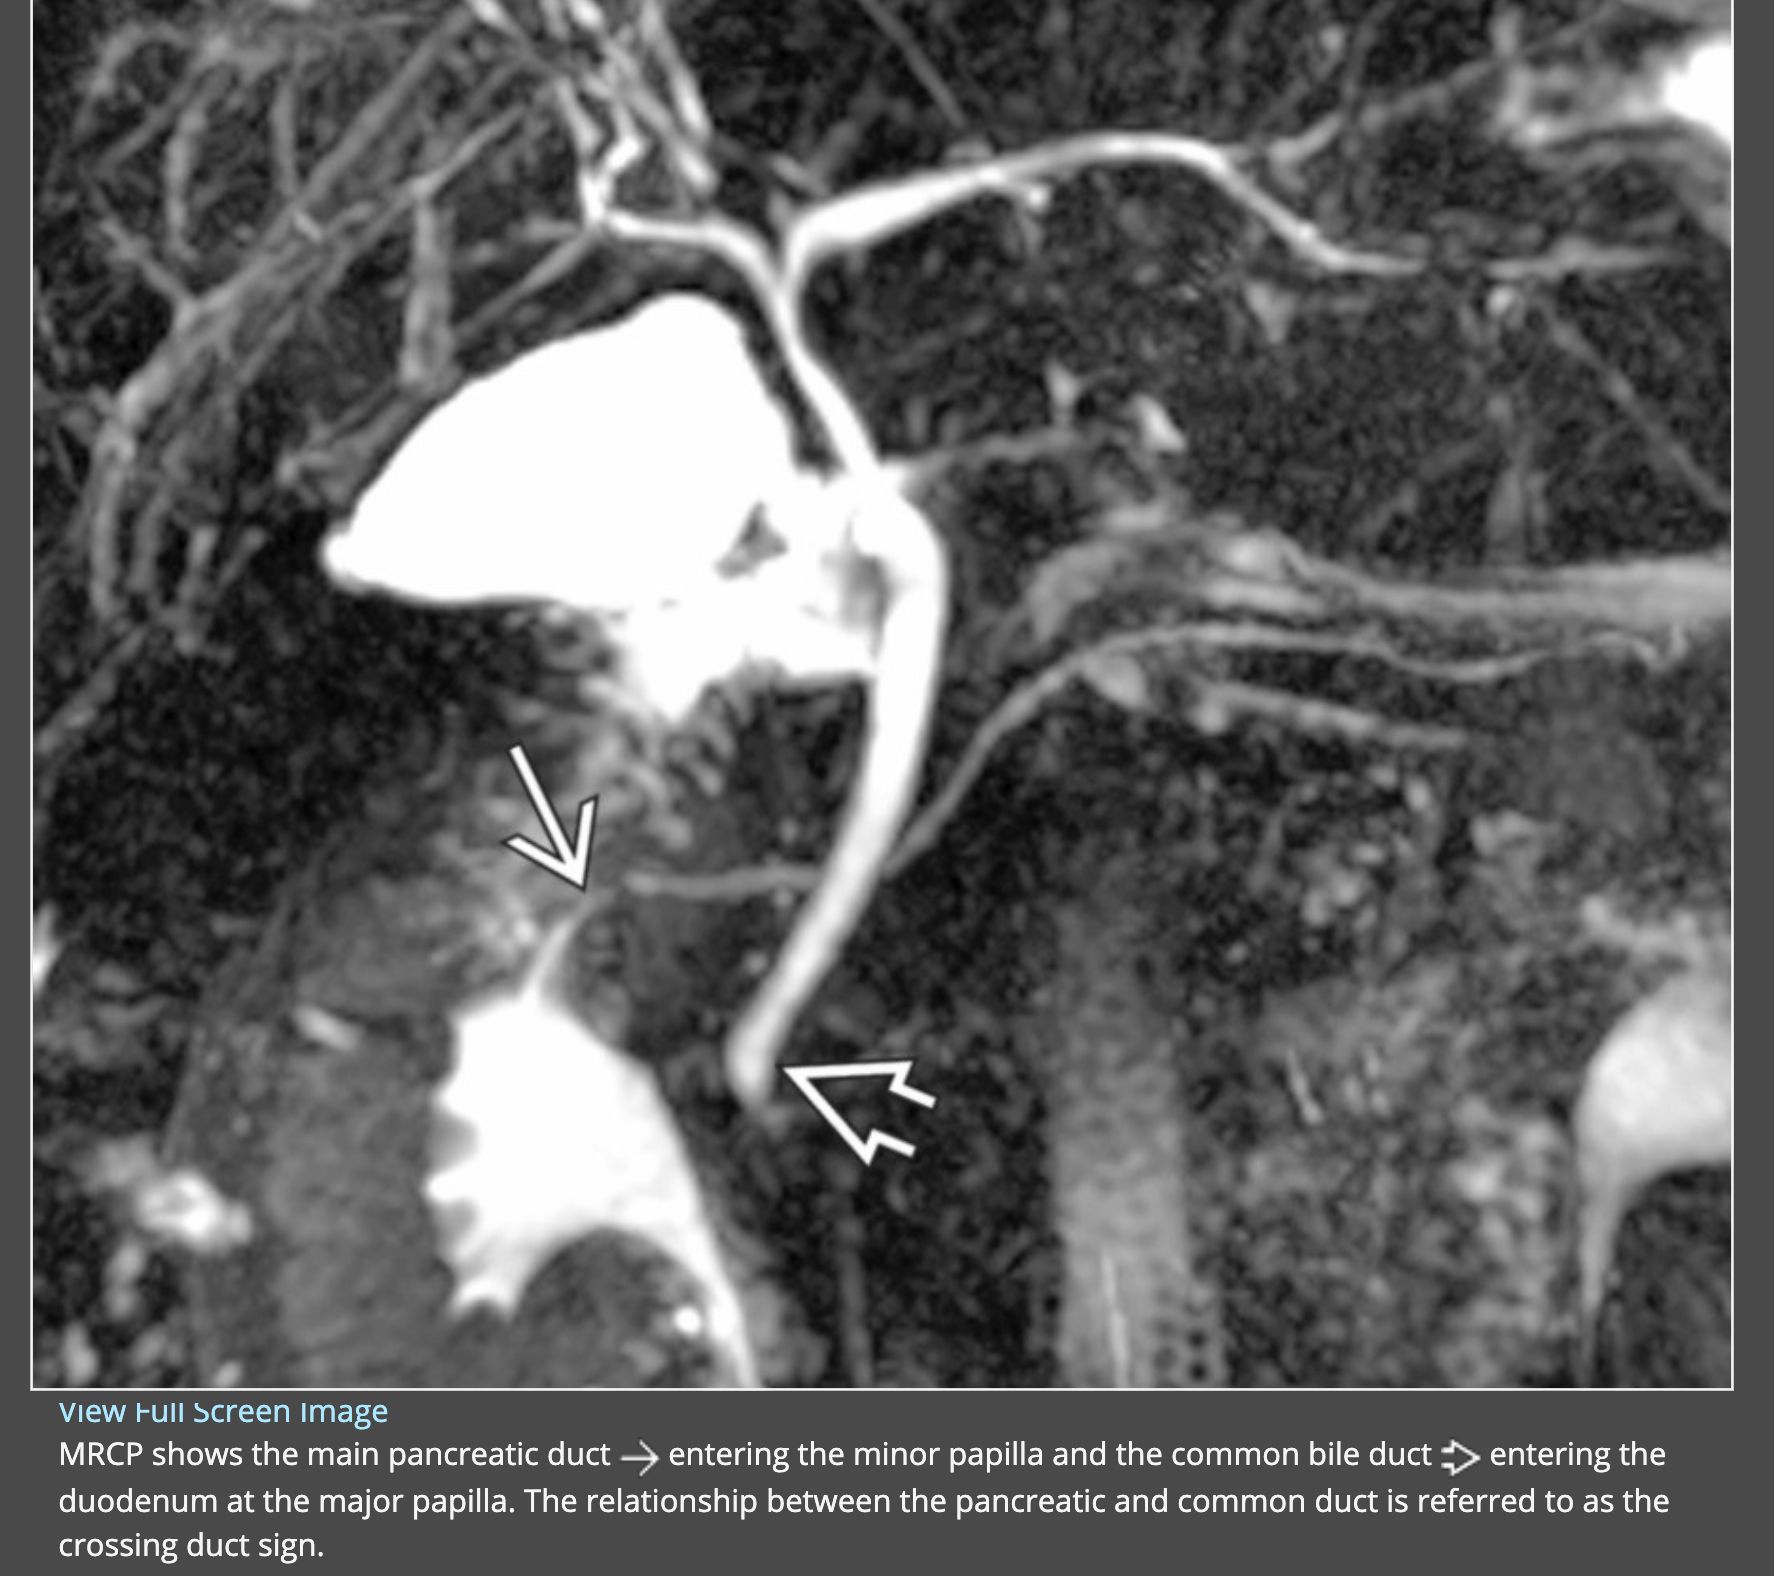 View Full Screen Image
MRCP shows the main pancreatic duct → entering the minor papilla and the common bile duct ⮞ entering the
duodenum at the major papilla. The relationship between the pancreatic and common duct is referred to as the
crossing duct sign.